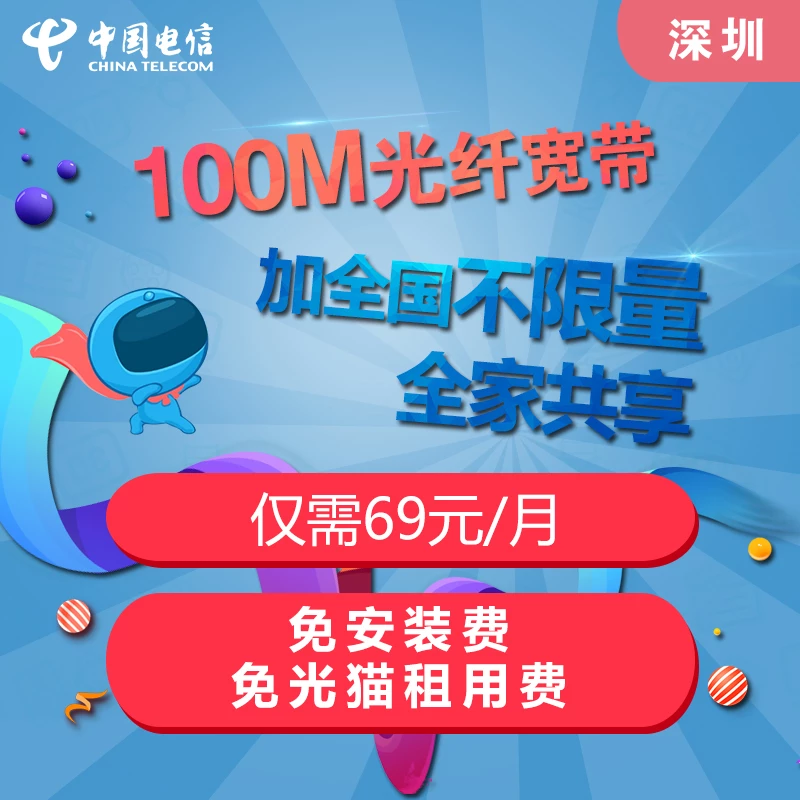 中国电信
CHINA TELECOM
深圳
100M光纤宽带
加全国不限量
全家共享
仅需69元/月
免安装费
免光猫租用费